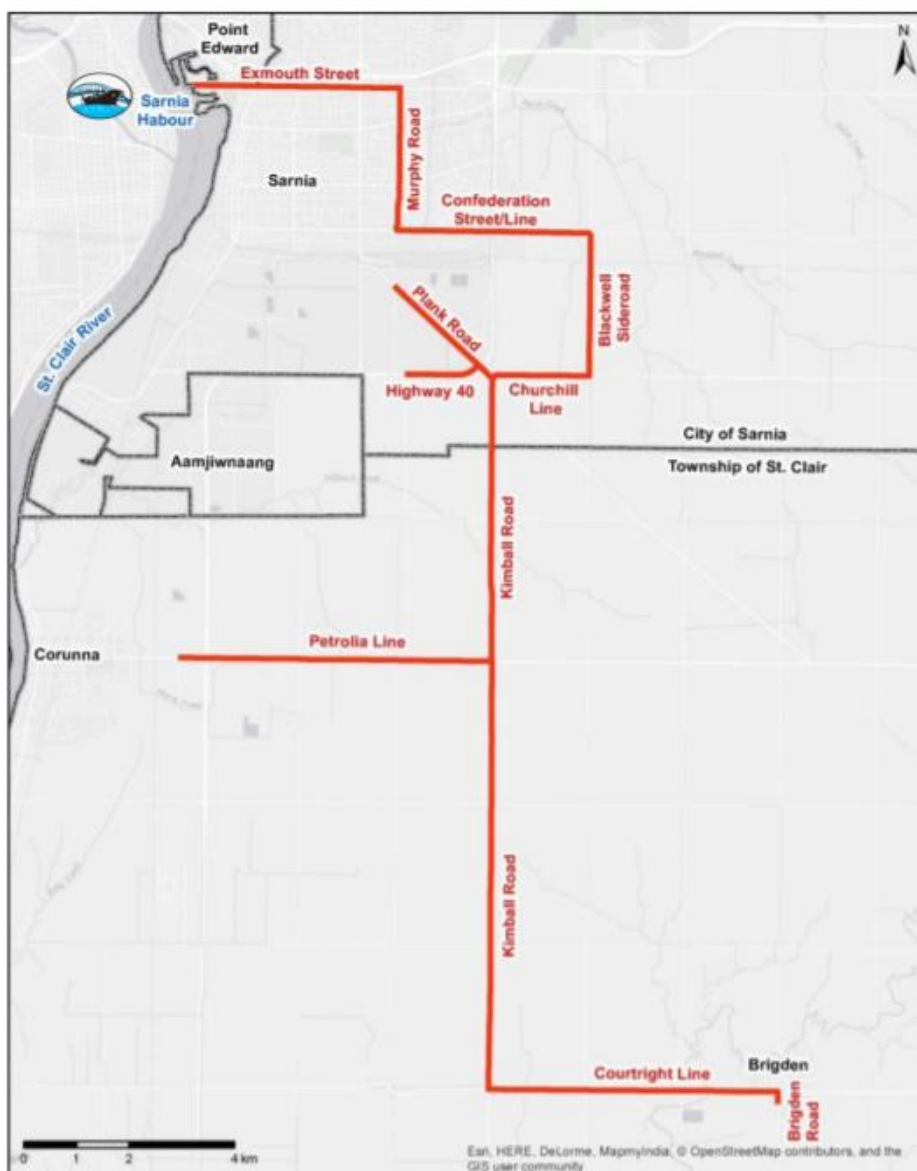 Point
Edward
N
Exmouth Street
Sarnia
Habour
Murphy Road
Sarnia
Confederation
Street/Line
St. Clair River
Plank Road
Blackwell
Sideroad
Highway 40
Churchill
Line
City of Sarnia
Aamjiwnaang
Township of St. Clair
Kimball Road
Petrolia Line
Corunna
Kimball Road
Brigden
Courtright Line
Brigden
Road
0 1 2 4 km
Esri, HERE, DeLorme, MapmyIndia, © OpenStreetMap contributors, and the
GIS user community